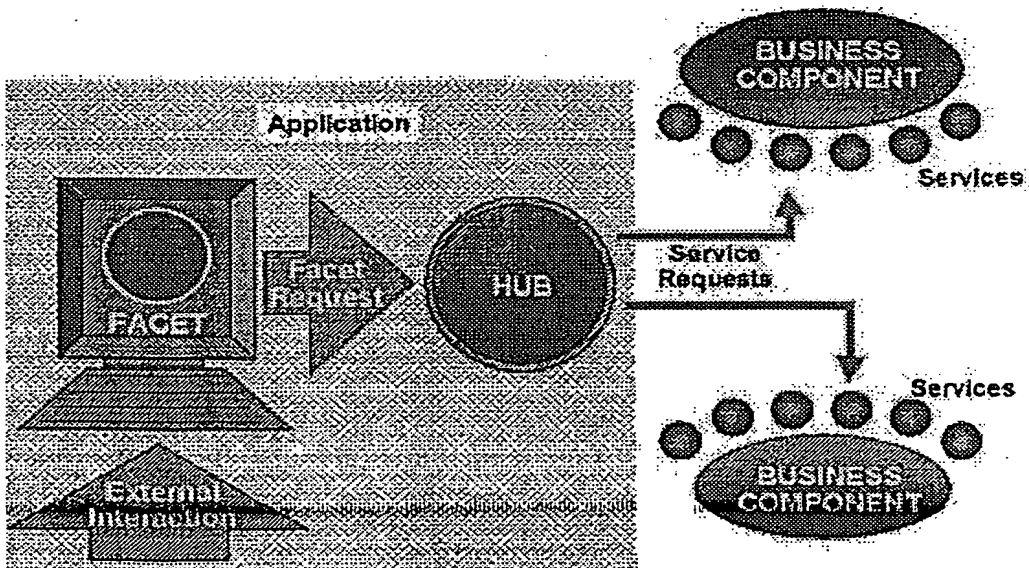 BUSINESS
COMPONENT
Application
Services
FACET
Facet
Request
HUB
Service
Requests
Services
External
Interaction
BUSINESS
COMPONENT